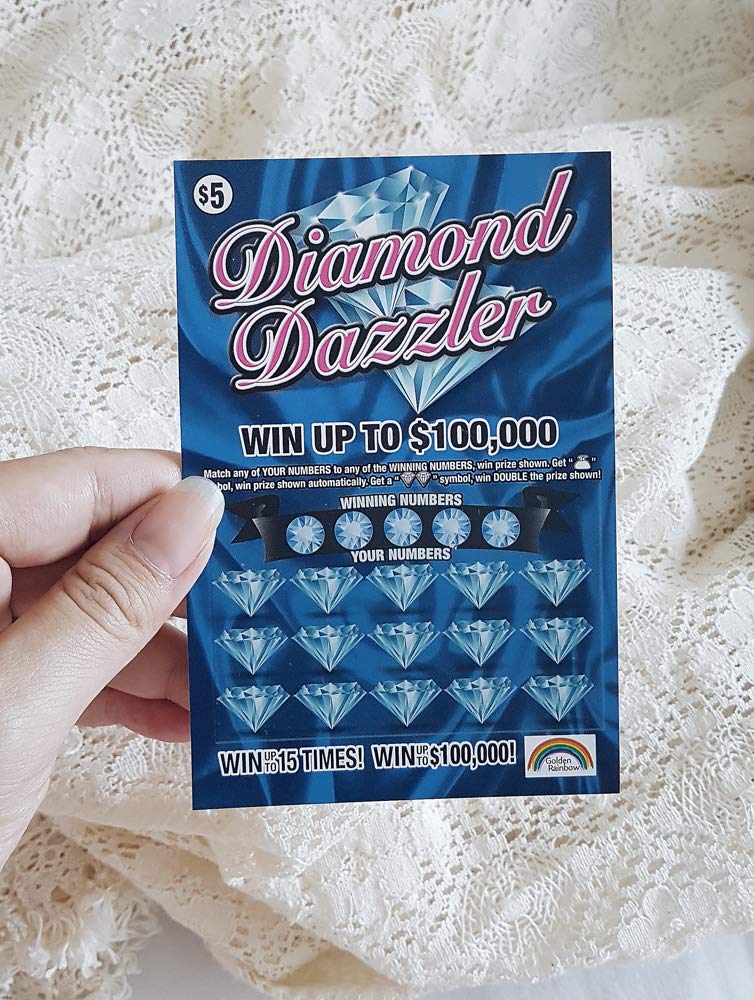 $5
Diamond
Dazzler
WIN UP TO $100,000
Match any of YOUR NUMBERS to any of the WINNING NUMBERS, win prize shown. Get " "
bol, win prize shown automatically. Get a " " symbol, win DOUBLE the prize shown!
WINNING NUMBERS
YOUR NUMBERS
WIN UP TO 15 TIMES! WIN UP TO $100,000!
Golden
Rainbow